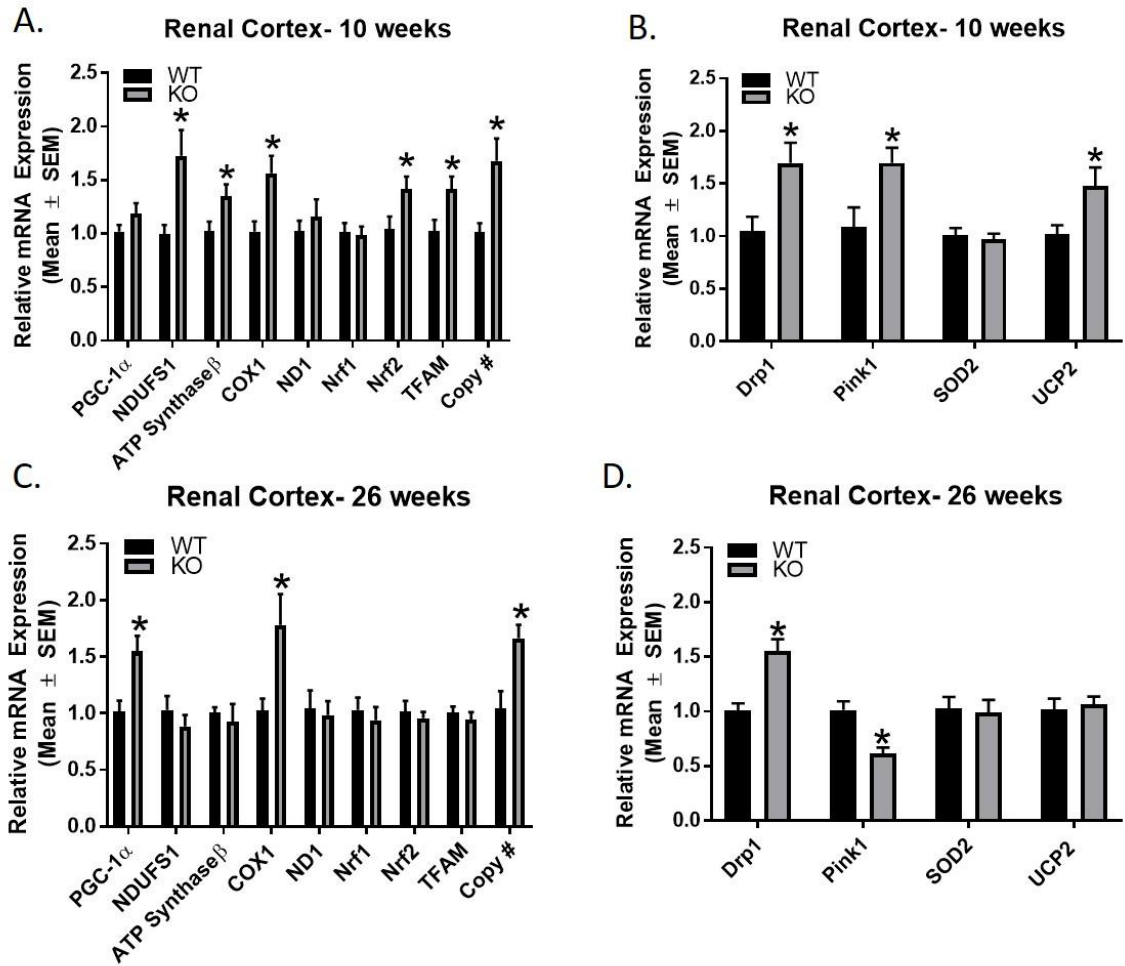 A.
Renal Cortex- 10 weeks
Relative mRNA Expression
(Mean ± SEM)
2.5
2.0
1.5
1.0
0.5
0.0
WT
KO
*
*
*
*
*
*
PGC-1α
NDUFS1
ATP Synthaseβ
COX1
ND1
Nrf1
Nrf2
TFAM
Copy #
B.
Renal Cortex- 10 weeks
Relative mRNA Expression
(Mean ± SEM)
2.5
2.0
1.5
1.0
0.5
0.0
WT
KO
*
*
*
Drp1
Pink1
SOD2
UCP2
C.
Renal Cortex- 26 weeks
Relative mRNA Expression
(Mean ± SEM)
2.5
2.0
1.5
1.0
0.5
0.0
WT
KO
*
*
*
PGC-1α
NDUFS1
ATP Synthaseβ
COX1
ND1
Nrf1
Nrf2
TFAM
Copy #
D.
Renal Cortex- 26 weeks
Relative mRNA Expression
(Mean ± SEM)
2.5
2.0
1.5
1.0
0.5
0.0
WT
KO
*
*
Drp1
Pink1
SOD2
UCP2